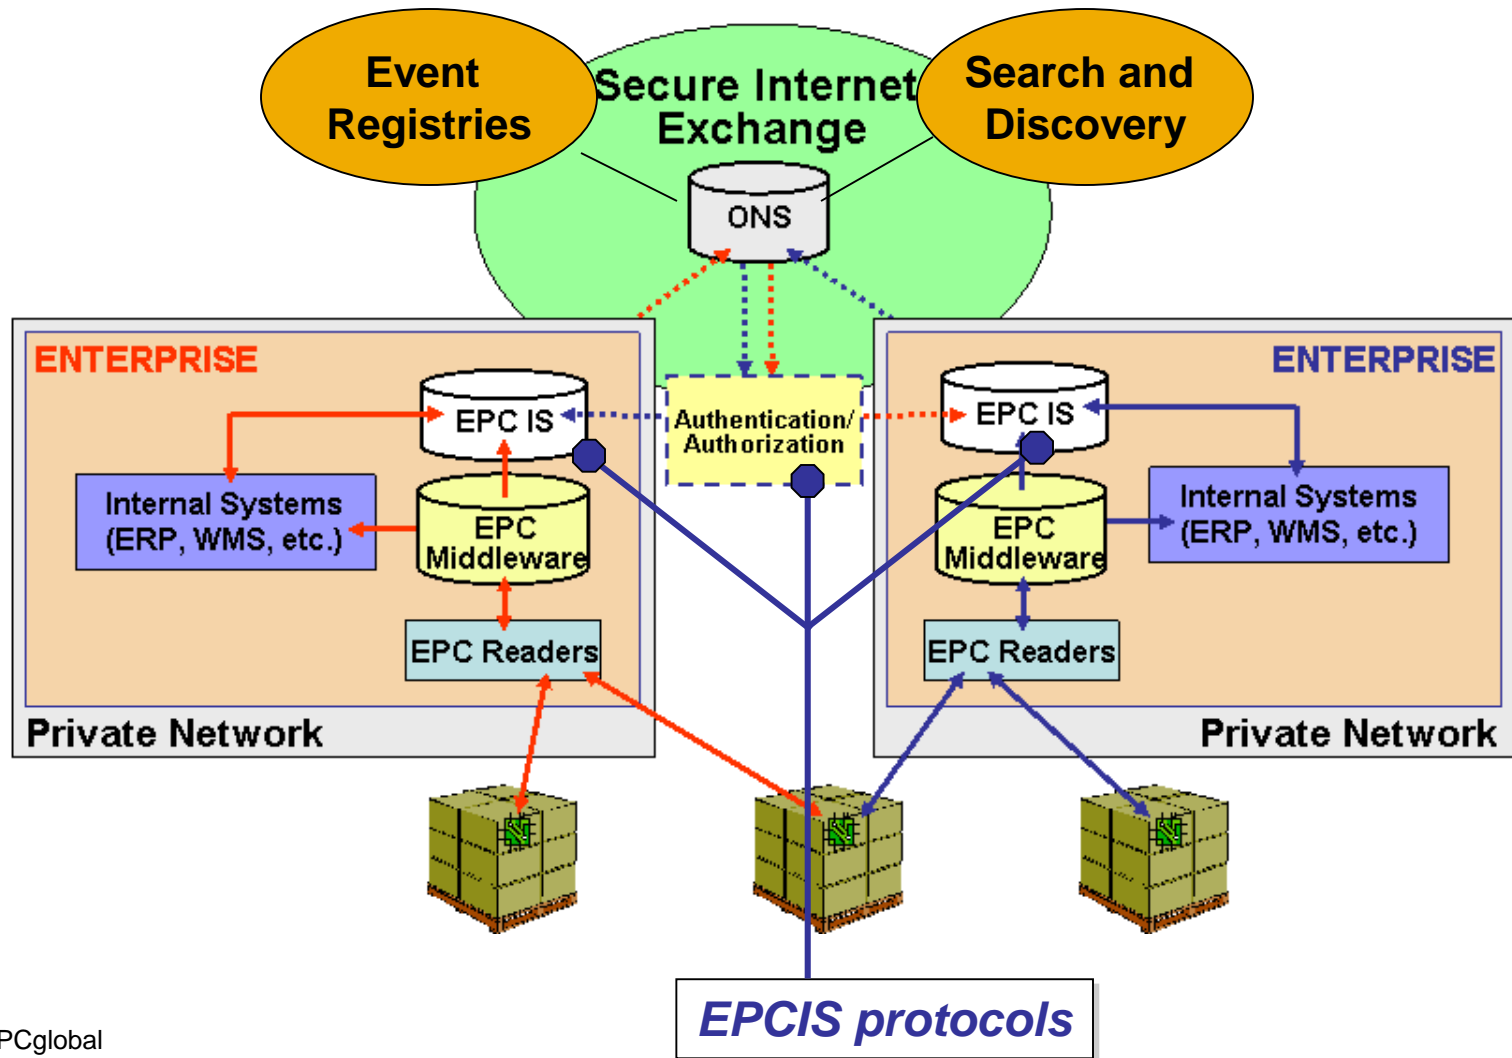 Event
Registries
Secure Internet
Exchange
Search and
Discovery
ONS
ENTERPRISE
EPC IS
Internal Systems
(ERP, WMS, etc.)
EPC
Middleware
EPC Readers
Private Network
Authentication/
Authorization
ENTERPRISE
EPC IS
Internal Systems
(ERP, WMS, etc.)
EPC
Middleware
EPC Readers
Private Network
EPCIS protocols
PCglobal